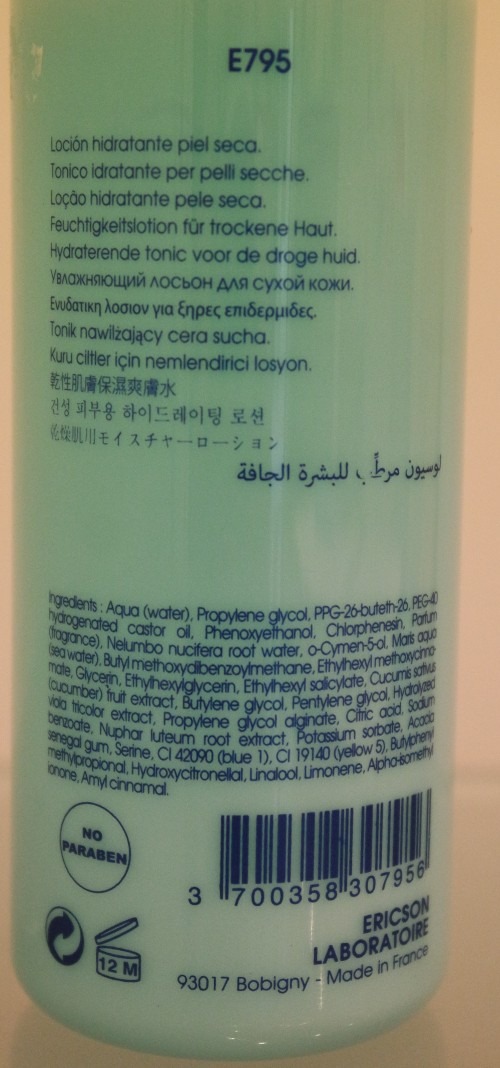 E795
Loción hidratante piel seca.
Tonico idratante per pelli secche.
Loção hidratante pele seca.
Feuchtigkeitslotion für trockene Haut.
Hydraterende tonic voor de droge huid.
Увлажняющий лосьон для сухой кожи.
Ενυδατικη λοσιον για ξηρες επιδερμιδες.
Tonik nawilżający cera sucha.
Kuru ciltler için nemlendirici losyon.
乾性肌膚保濕爽膚水
건성 피부용 하이드레이팅 로션
乾燥肌用モイスチャーローション
لوسيون مرطِّب للبشرة الجافة
Ingredients : Aqua (water), Propylene glycol, PPG-26-buteth-26, PEG-40
hydrogenated castor oil, Phenoxyethanol, Chlorphenesin, Parfum
(fragrance), Nelumbo nucifera root water, o-Cymen-5-ol, Maris aqua
(sea water), Butyl methoxydibenzoylmethane, Ethylhexyl methoxycinna-
mate, Glycerin, Ethylhexylglycerin, Ethylhexyl salicylate, Cucumis sativus
(cucumber) fruit extract, Butylene glycol, Pentylene glycol, Hydrolyzed
viola tricolor extract, Propylene glycol alginate, Citric acid, Sodium
benzoate, Nuphar luteum root extract, Potassium sorbate, Acacia
senegal gum, Serine, CI 42090 (blue 1), CI 19140 (yellow 5), Butylphenyl
methylpropional, Hydroxycitronellal, Linalool, Limonene, Alpha-isomethyl
ionone, Amyl cinnamal.
NO
PARABEN
3 700358 307956
12 M
ERICSON
LABORATOIRE
93017 Bobigny - Made in France